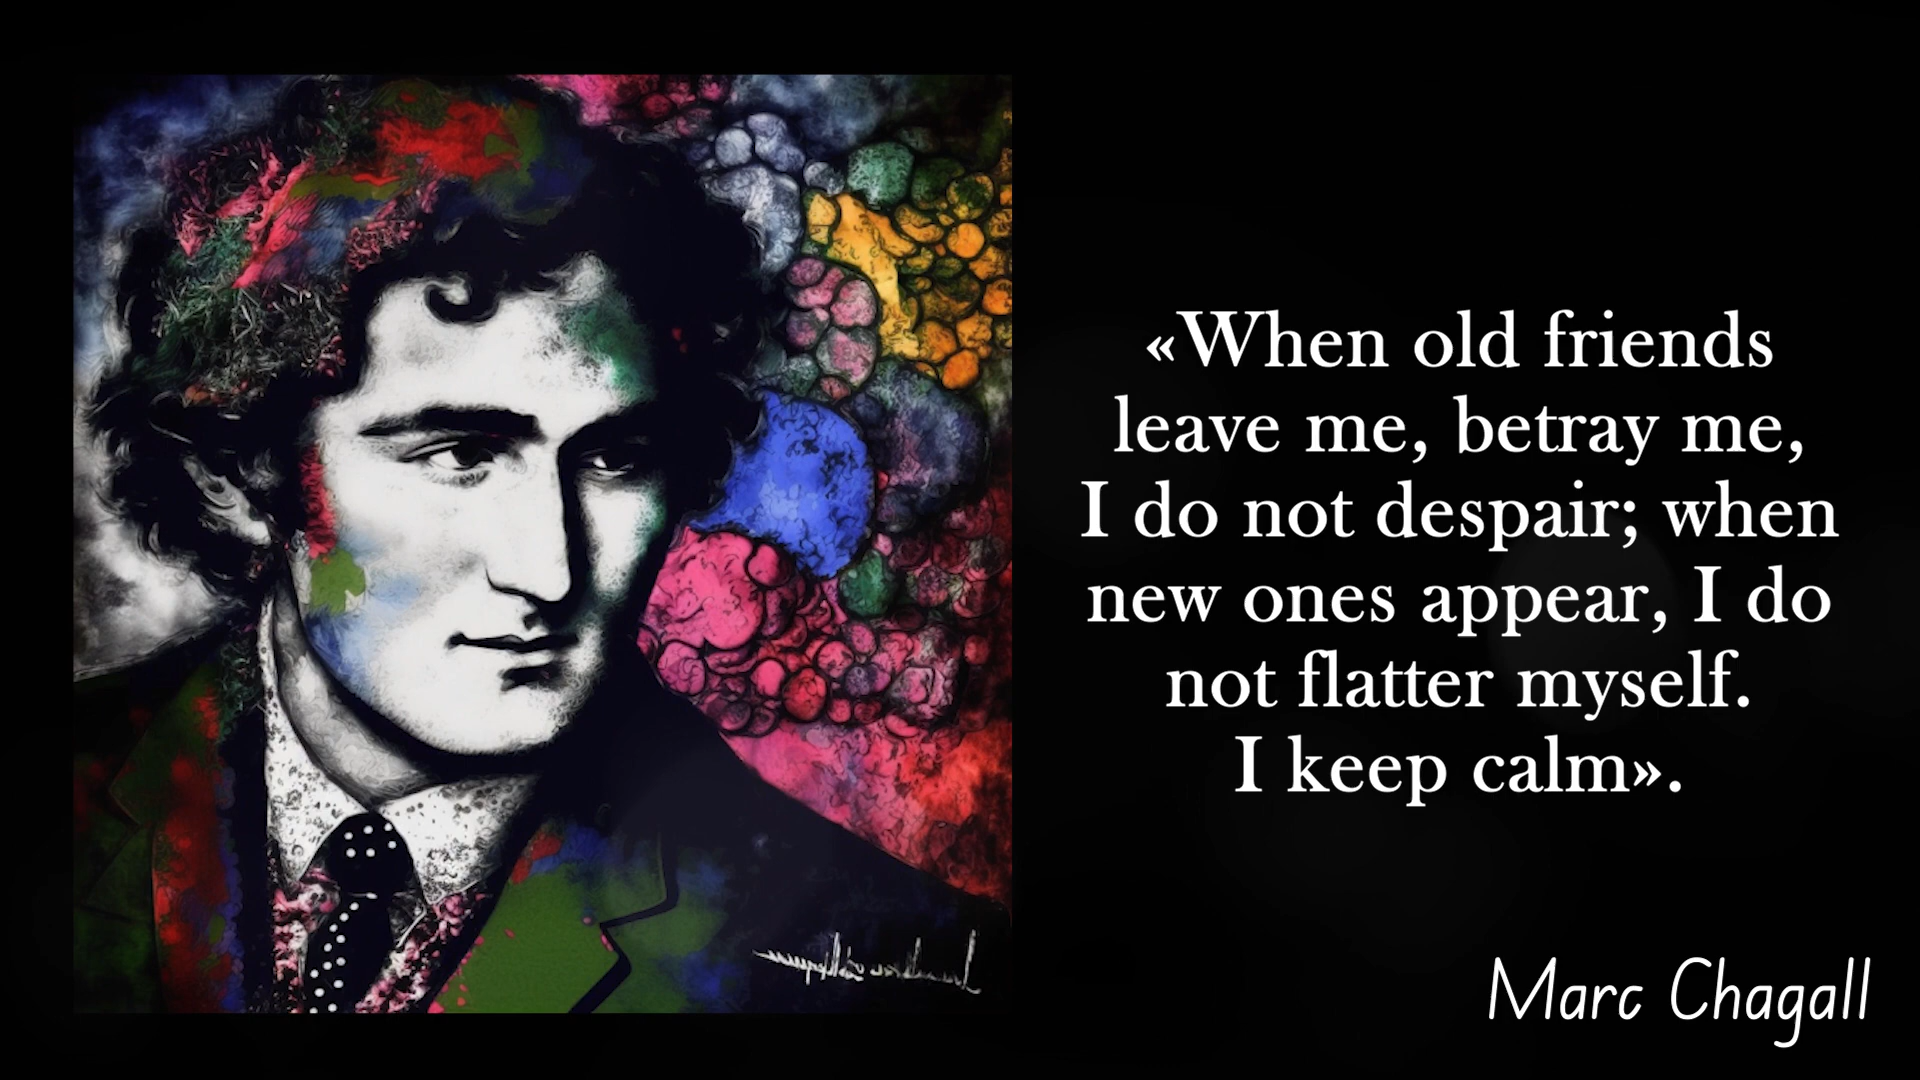 «When old friends
leave me, betray me,
I do not despair; when
new ones appear, I do
not flatter myself.
I keep calm».
Marc Chagall